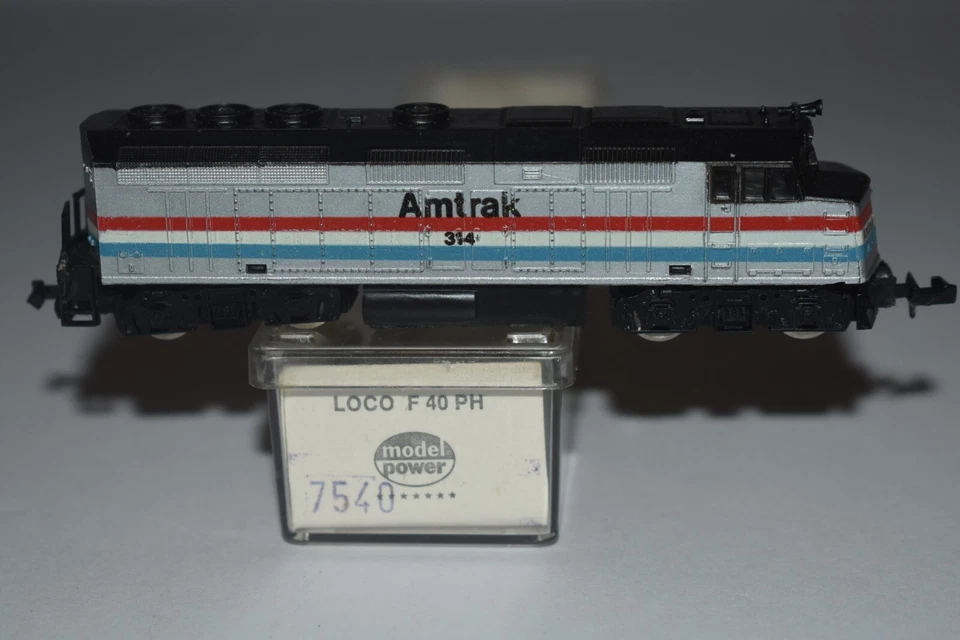 Amtrak
314
LOCO F 40 PH
model
power
7540*******